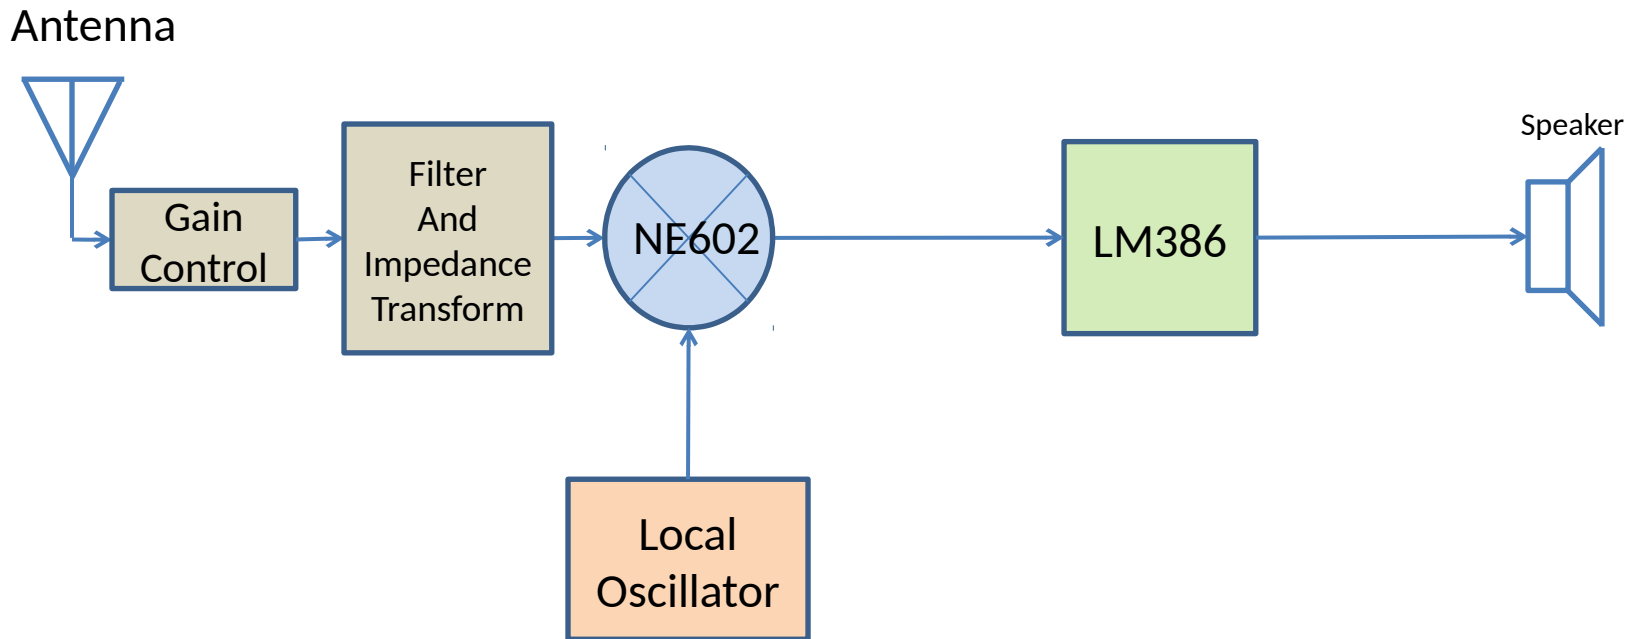 Antenna
Speaker
Gain
Control
Filter
And
Impedance
Transform
NE602
LM386
Local
Oscillator